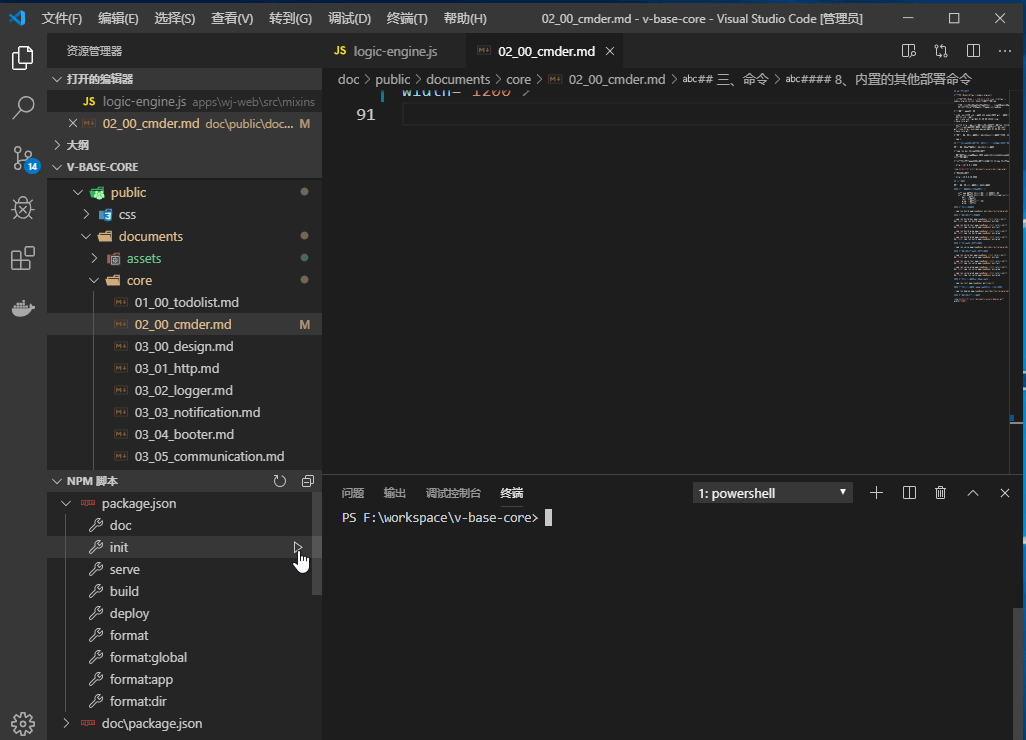 文件(F) 编辑(E) 选择(S) 查看(V) 转到(G) 调试(D) 终端(T) 帮助(H) 02_00_cmder.md - v-base-core - Visual Studio Code [管理员]
资源管理器
JS logic-engine.js
02_00_cmder.md
打开的编辑器
JS logic-engine.js apps\wj-web\src\mixins
02_00_cmder.md doc\public\doc... M
大纲
V-BASE-CORE
14
public
css
documents
assets
core
01_00_todolist.md
02_00_cmder.md M
03_00_design.md
03_01_http.md
03_02_logger.md
03_03_notification.md
03_04_booter.md
03_05_communication.md
NPM 脚本
package.json
doc
init
serve
build
deploy
format
format:global
format:app
format:dir
doc\package.json
doc > public > documents > core > 02_00_cmder.md > abc## 三、命令 > abc#### 8、内置的其他部署命令
width="1200"/>
91
问题 输出 调试控制台 终端 1: powershell
PS F:\workspace\v-base-core>